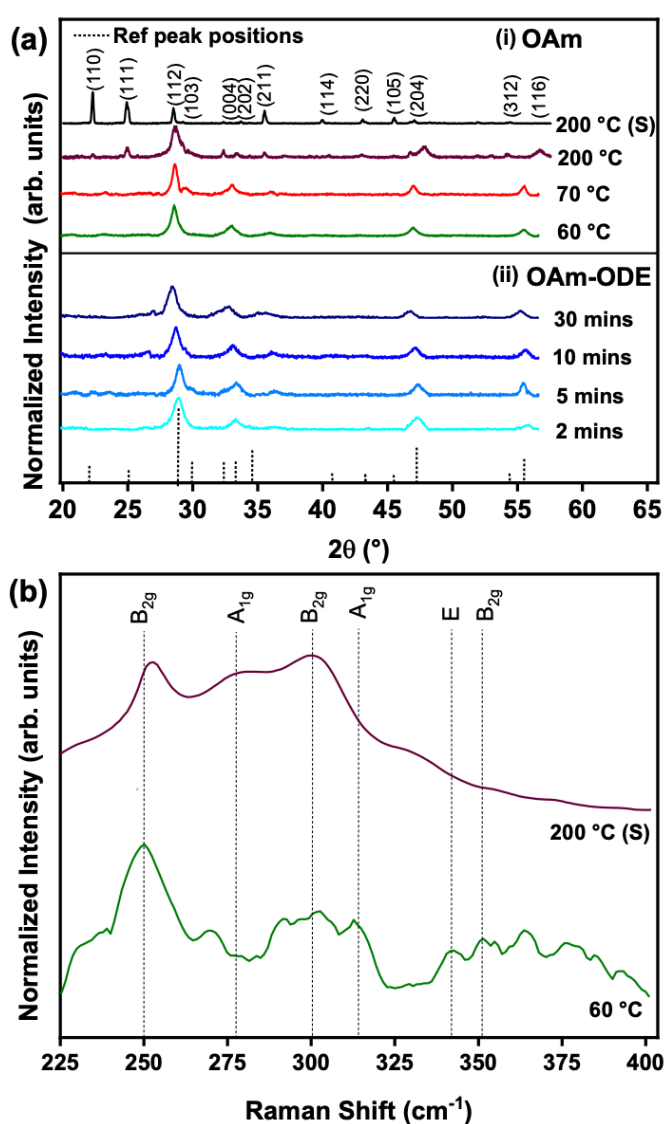 (a)
Ref peak positions
(i) OAm
(110)
(111)
(112)
(103)
(004)
(202)
(211)
(114)
(220)
(105)
(204)
(312)
(116)
200 °C (S)
200 °C
70 °C
60 °C
(ii) OAm-ODE
30 mins
10 mins
5 mins
2 mins
Normalized Intensity (arb. units)
20 25 30 35 40 45 50 55 60 65
2θ (°)
(b)
B2g
A1g
B2g
A1g
E
B2g
200 °C (S)
60 °C
Normalized Intensity (arb. units)
225 250 275 300 325 350 375 400
Raman Shift (cm-1)